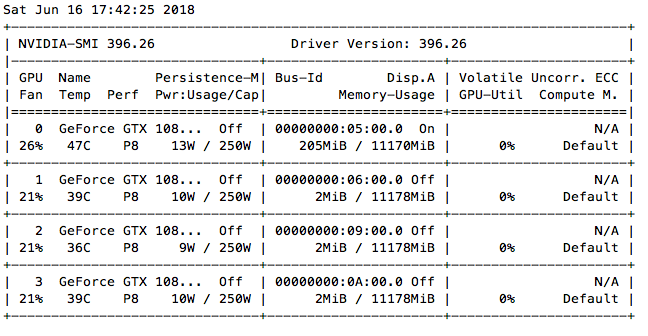 Sat Jun 16 17:42:25 2018
+-----------------------------------------------------------------------------+
| NVIDIA-SMI 396.26                 Driver Version: 396.26                    |
|-------------------------------+----------------------+----------------------+
| GPU  Name        Persistence-M| Bus-Id        Disp.A | Volatile Uncorr. ECC |
| Fan  Temp  Perf  Pwr:Usage/Cap|         Memory-Usage | GPU-Util  Compute M. |
|===============================+======================+======================|
|   0  GeForce GTX 108...  Off  | 00000000:05:00.0  On |                  N/A |
| 26%   47C    P8    13W / 250W |    205MiB / 11170MiB |      0%      Default |
+-------------------------------+----------------------+----------------------+
|   1  GeForce GTX 108...  Off  | 00000000:06:00.0 Off |                  N/A |
| 21%   39C    P8    10W / 250W |      2MiB / 11178MiB |      0%      Default |
+-------------------------------+----------------------+----------------------+
|   2  GeForce GTX 108...  Off  | 00000000:09:00.0 Off |                  N/A |
| 21%   36C    P8     9W / 250W |      2MiB / 11178MiB |      0%      Default |
+-------------------------------+----------------------+----------------------+
|   3  GeForce GTX 108...  Off  | 00000000:0A:00.0 Off |                  N/A |
| 21%   39C    P8    10W / 250W |      2MiB / 11178MiB |      0%      Default |
+-------------------------------+----------------------+----------------------+